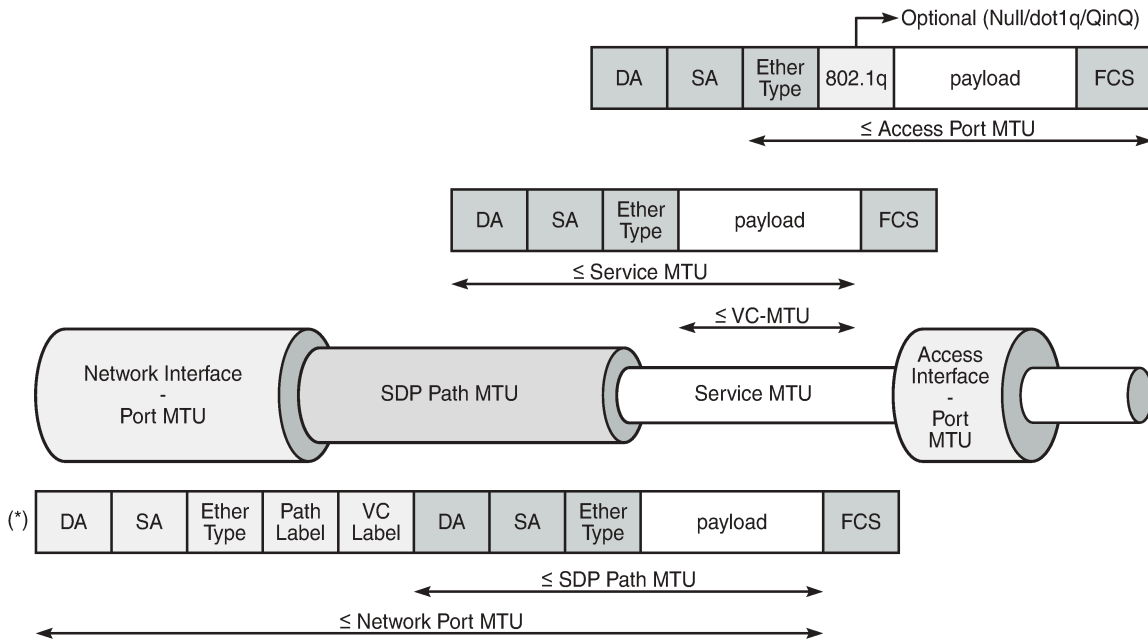 Optional (Null/dot1q/QinQ)
DA SA Ether Type 802.1q payload FCS
≤ Access Port MTU
DA SA Ether Type payload FCS
≤ Service MTU
≤ VC-MTU
Network Interface
-
Port MTU
SDP Path MTU
Service MTU
Access
Interface
-
Port
MTU
(*) DA SA Ether Type Path Label VC Label DA SA Ether Type payload FCS
≤ SDP Path MTU
≤ Network Port MTU